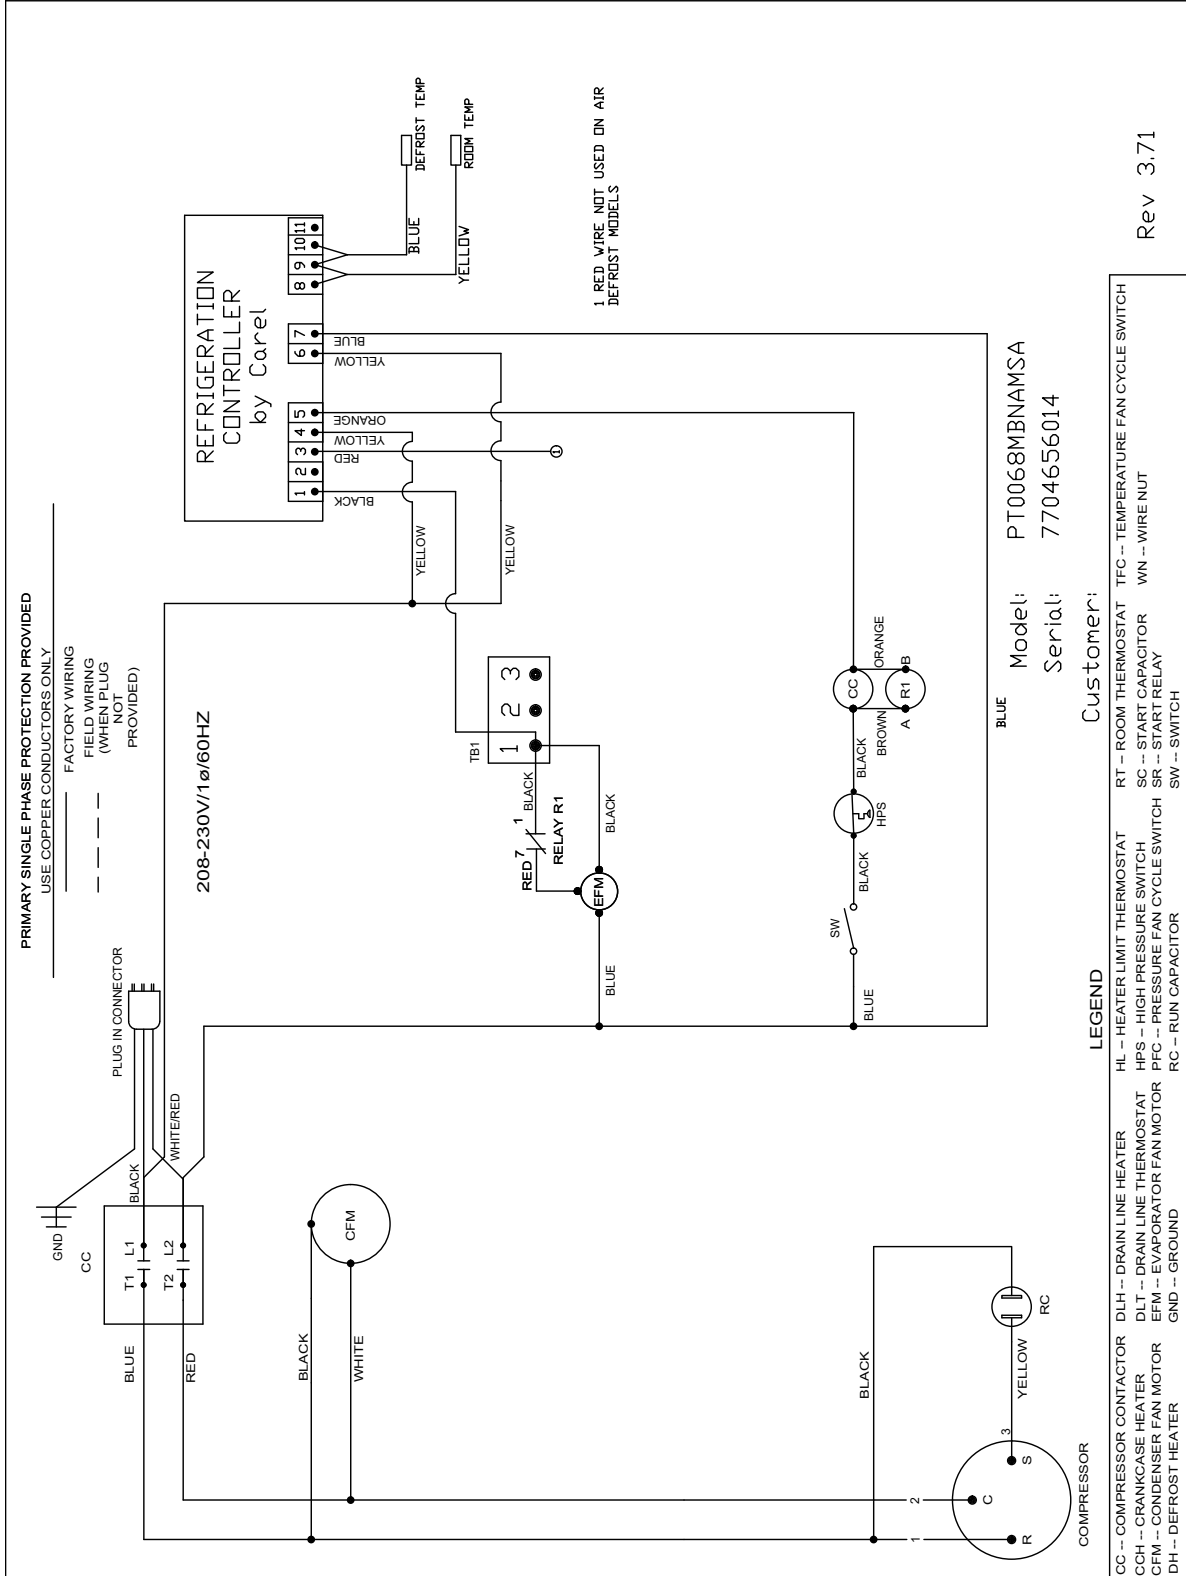 PRIMARY SINGLE PHASE PROTECTION PROVIDED
USE COPPER CONDUCTORS ONLY
FACTORY WIRING
FIELD WIRING
(WHEN PLUG
NOT
PROVIDED)
208-230V/1ø/60HZ
PLUG IN CONNECTOR
GND
CC
BLACK
WHITE/RED
T1
L1
T2
L2
BLUE
RED
BLACK
WHITE
CFM
REFRIGERATION
CONTROLLER
by Carel
1
2
3
4
5
6
7
8
9
10
11
BLACK
RED
YELLOW
ORANGE
YELLOW
BLUE
YELLOW
BLUE
DEFROST TEMP
ROOM TEMP
1
YELLOW
YELLOW
1 RED WIRE NOT USED ON AIR
DEFROST MODELS
TB1
1
2
3
BLACK
RED 7
1
RELAY R1
BLACK
EFM
BLUE
SW
BLUE
BLACK
HPS
BLACK
BROWN
CC
ORANGE
A
R1
B
BLUE
BLACK
RC
YELLOW
1
2
3
R
C
S
COMPRESSOR
Model: PT0068MBNAMSA
Serial: 7704656014
Customer:
Rev 3.71
LEGEND
CC -- COMPRESSOR CONTACTOR
CCH -- CRANKCASE HEATER
CFM -- CONDENSER FAN MOTOR
DH -- DEFROST HEATER
DLH -- DRAIN LINE HEATER
DLT -- DRAIN LINE THERMOSTAT
EFM -- EVAPORATOR FAN MOTOR
GND -- GROUND
HL – HEATER LIMIT THERMOSTAT
HPS – HIGH PRESSURE SWITCH
PFC -- PRESSURE FAN CYCLE SWITCH
RC – RUN CAPACITOR
RT – ROOM THERMOSTAT
SC -- START CAPACITOR
SR -- START RELAY
SW -- SWITCH
TFC -- TEMPERATURE FAN CYCLE SWITCH
WN -- WIRE NUT